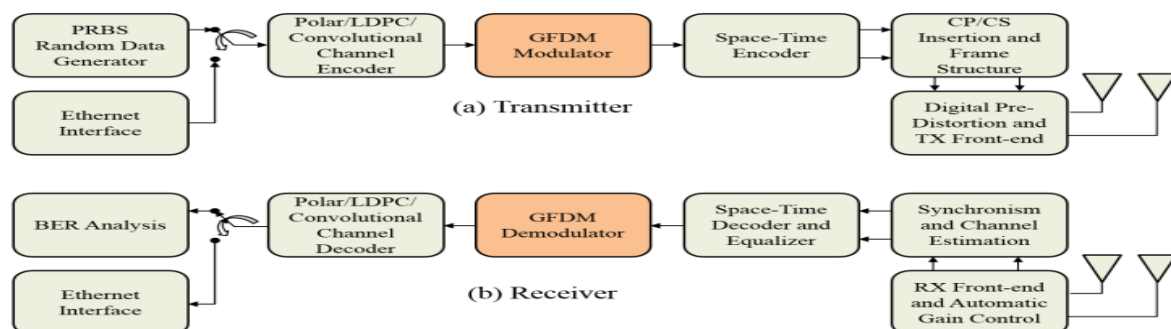 PRBS
Random Data
Generator
Polar/LDPC/
Convolutional
Channel
Encoder
GFDM
Modulator
Space-Time
Encoder
CP/CS
Insertion and
Frame
Structure
Ethernet
Interface
(a) Transmitter
Digital Pre-
Distortion and
TX Front-end
BER Analysis
Polar/LDPC/
Convolutional
Channel
Decoder
GFDM
Demodulator
Space-Time
Decoder and
Equalizer
Synchronism
and Channel
Estimation
Ethernet
Interface
(b) Receiver
RX Front-end
and Automatic
Gain Control